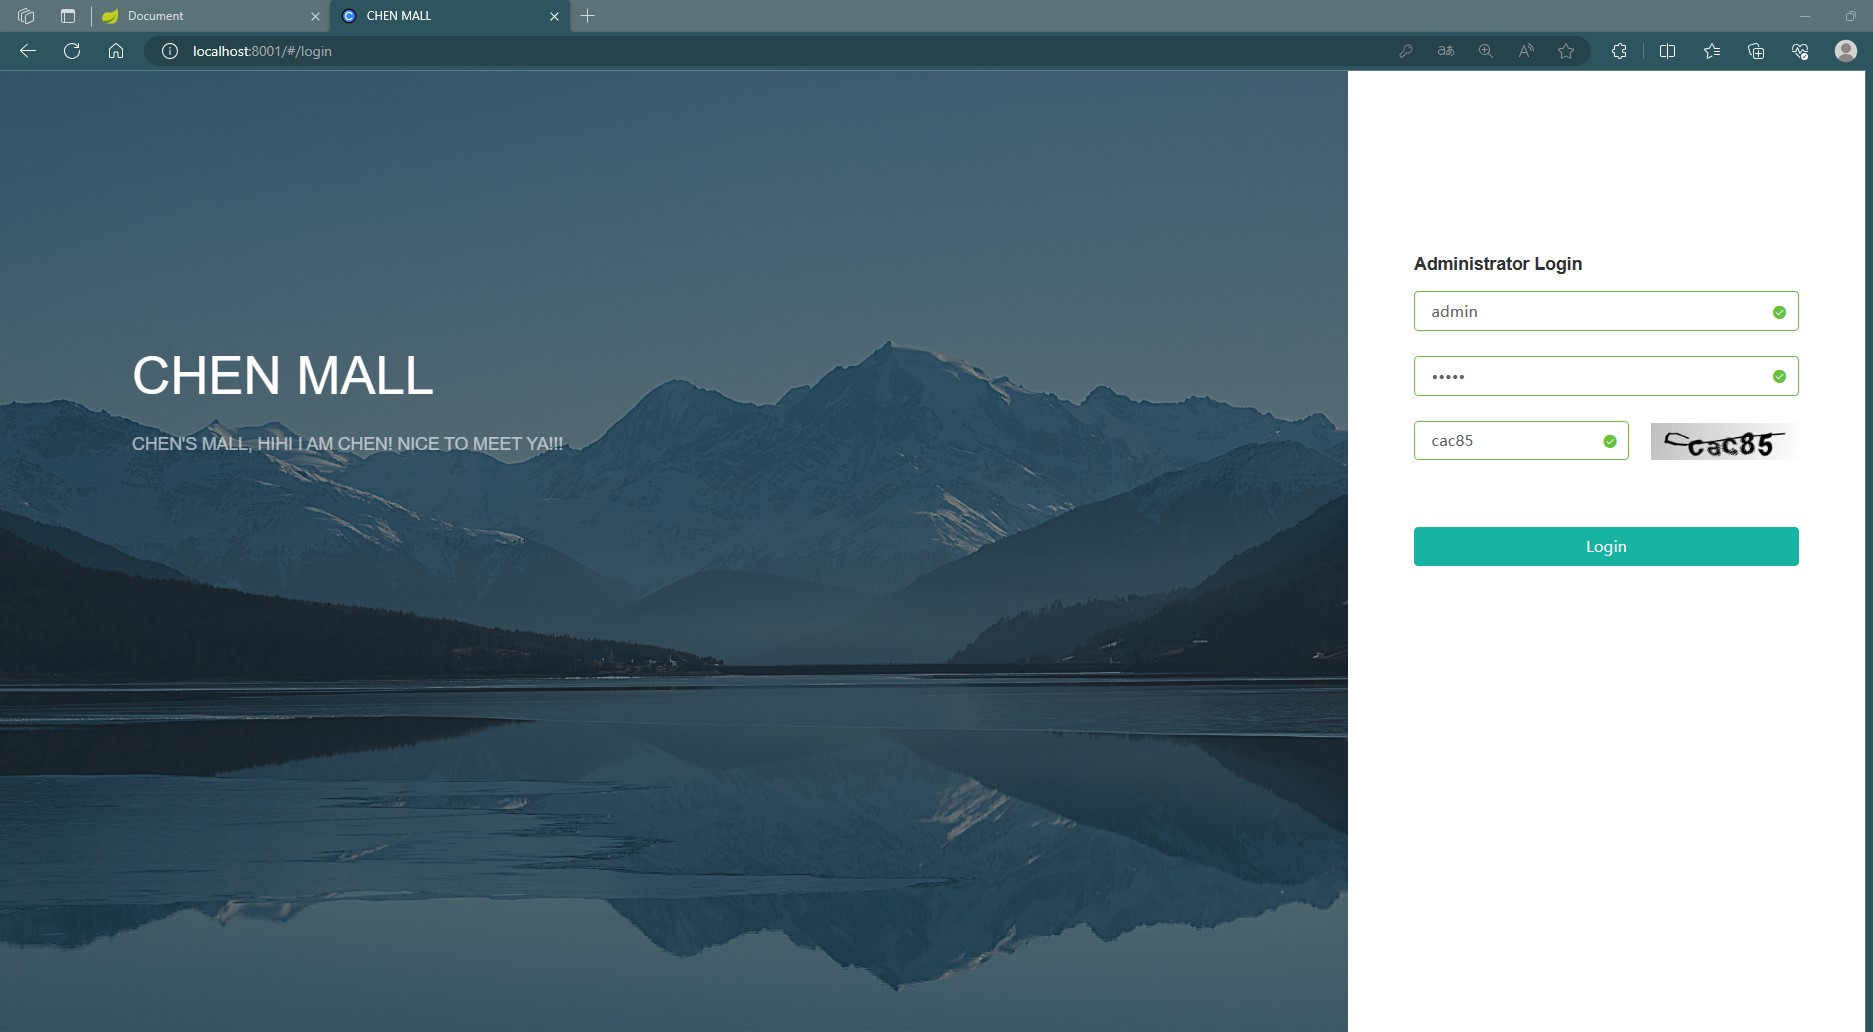 Document
CHEN MALL
localhost:8001/#/login
CHEN MALL
CHEN'S MALL, HIHI I AM CHEN! NICE TO MEET YA!!!
Administrator Login
admin
•••••
cac85
cac85
Login